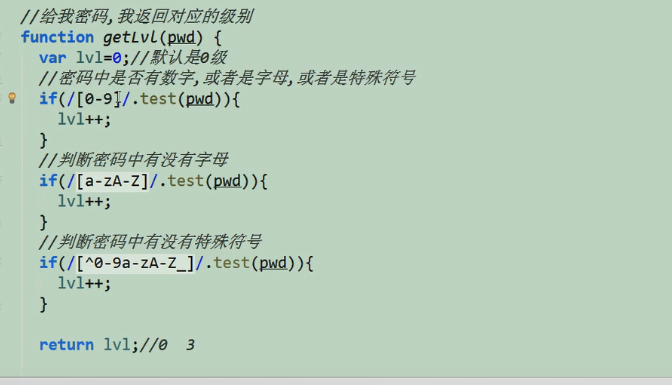 //给我密码,我返回对应的级别
function getLvl(pwd) {
var lvl=0;//默认是0级
//密码中是否有数字,或者是字母,或者是特殊符号
if(/[0-9]/.test(pwd)){
lvl++;
}
//判断密码中有没有字母
if(/[a-zA-Z]/.test(pwd)){
lvl++;
}
//判断密码中有没有特殊符号
if(/[^0-9a-zA-Z_]/.test(pwd)){
lvl++;
}
return lvl;//0 3